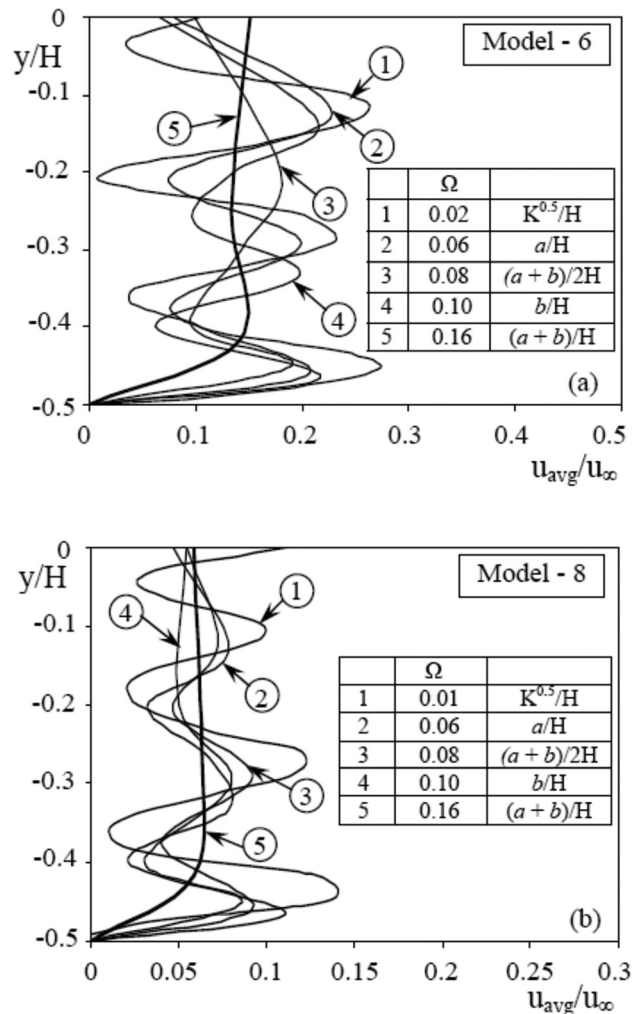 0
y/H
Model - 6
1
-0.1
5
2
-0.2
3
Ω
1 0.02 K^0.5/H
2 0.06 a/H
3 0.08 (a + b)/2H
4 0.10 b/H
5 0.16 (a + b)/H
-0.3
4
-0.4
(a)
-0.5
0 0.1 0.2 0.3 0.4 0.5
u_avg/u_∞
0
y/H
Model - 8
4
1
-0.1
2
-0.2
Ω
1 0.01 K^0.5/H
2 0.06 a/H
3 0.08 (a + b)/2H
4 0.10 b/H
5 0.16 (a + b)/H
-0.3
3
5
-0.4
(b)
-0.5
0 0.05 0.1 0.15 0.2 0.25 0.3
u_avg/u_∞